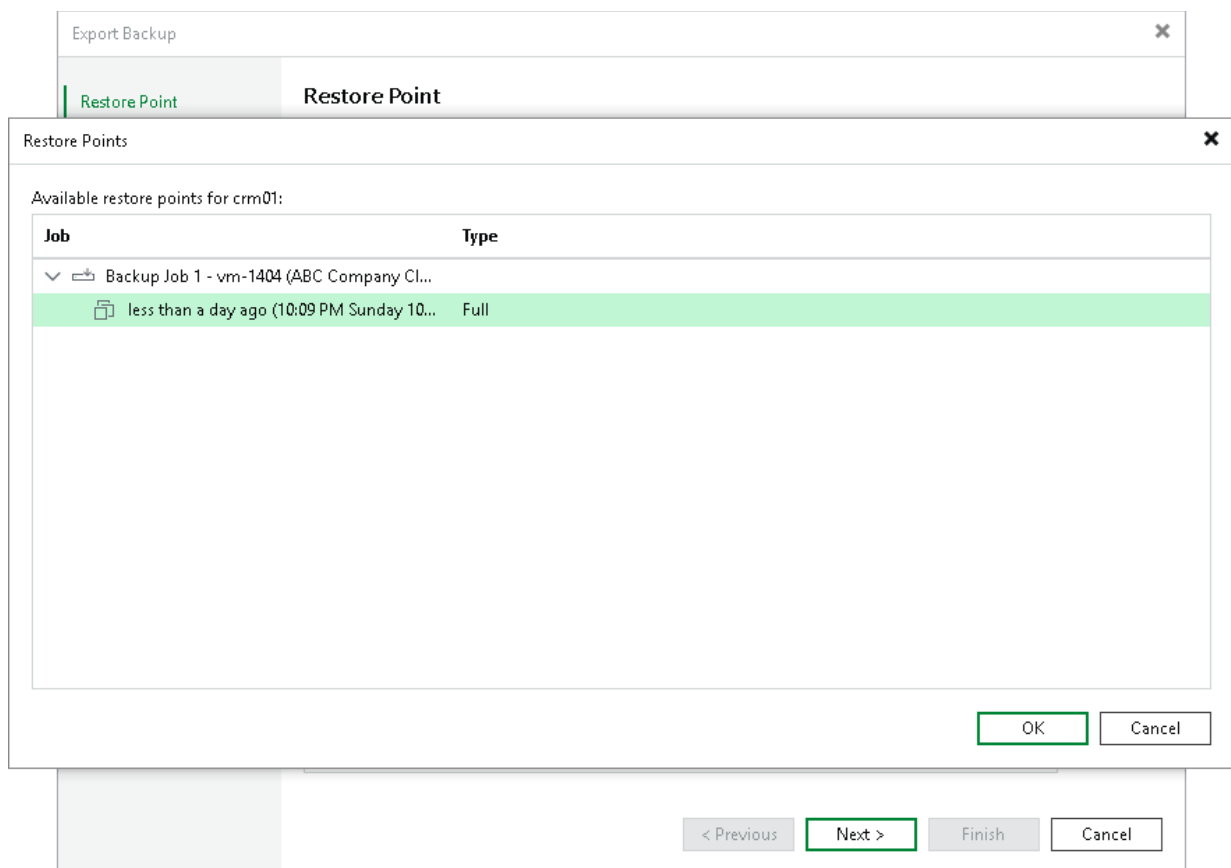 Export Backup
Restore Point
Restore Point
Restore Points
Available restore points for crm01:
Job Type
Backup Job 1 - vm-1404 (ABC Company Cl...
less than a day ago (10:09 PM Sunday 10... Full
OK Cancel
< Previous Next > Finish Cancel